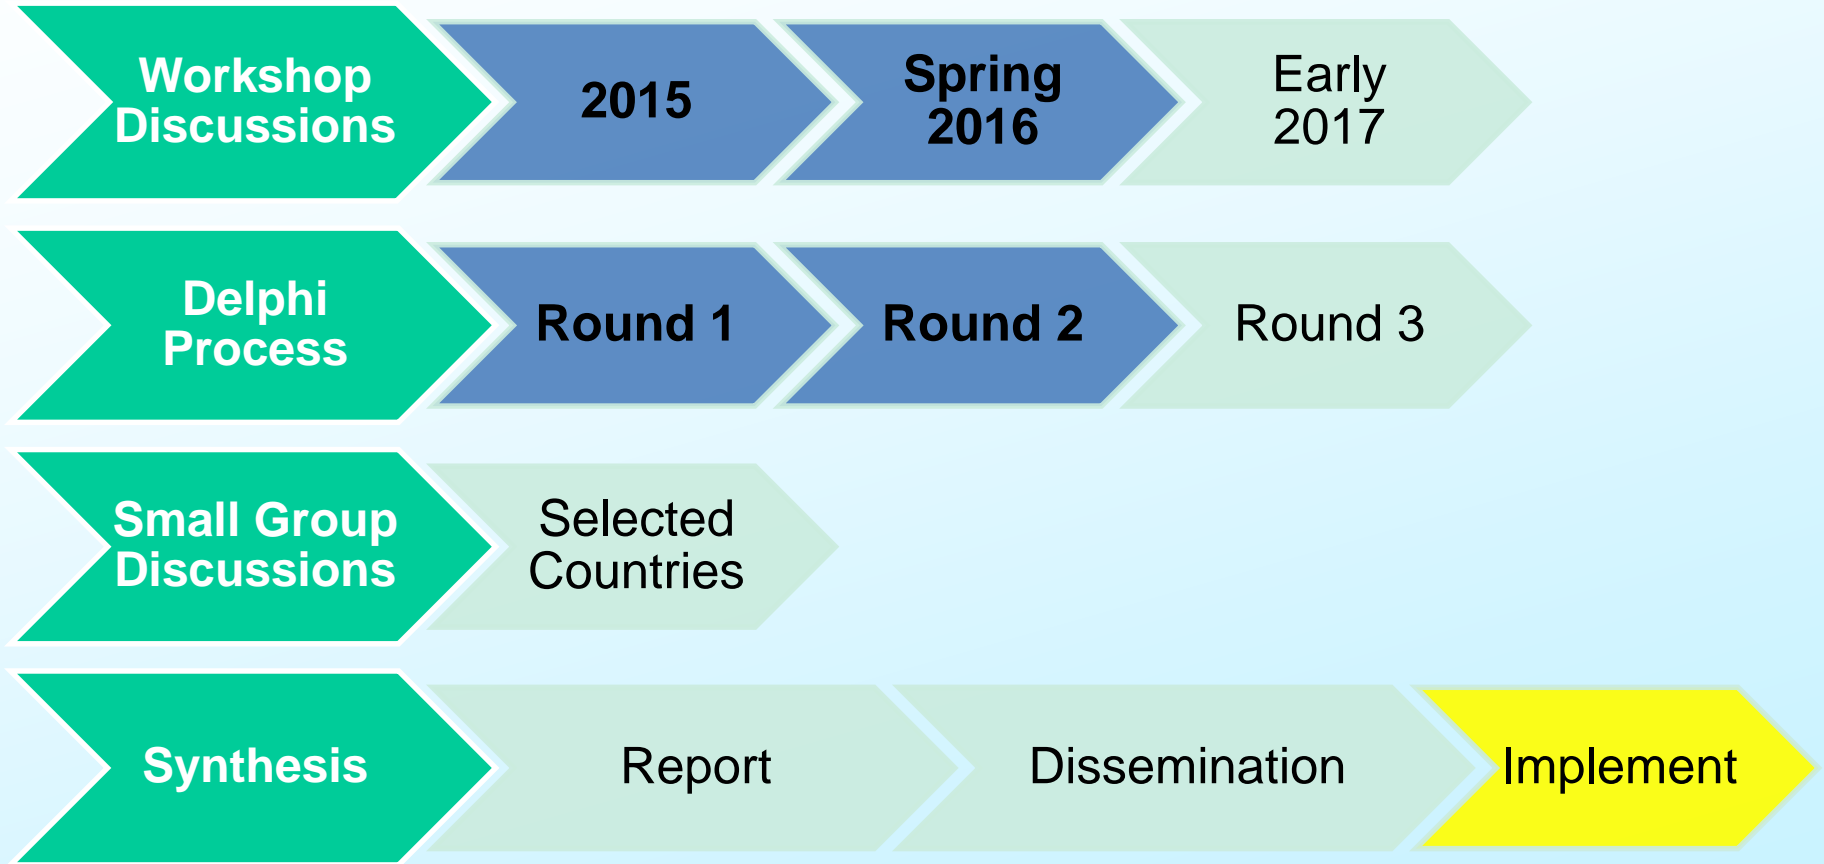 Workshop
Discussions
2015
Spring
2016
Early
2017
Delphi
Process
Round 1
Round 2
Round 3
Small Group
Discussions
Selected
Countries
Synthesis
Report
Dissemination
Implement